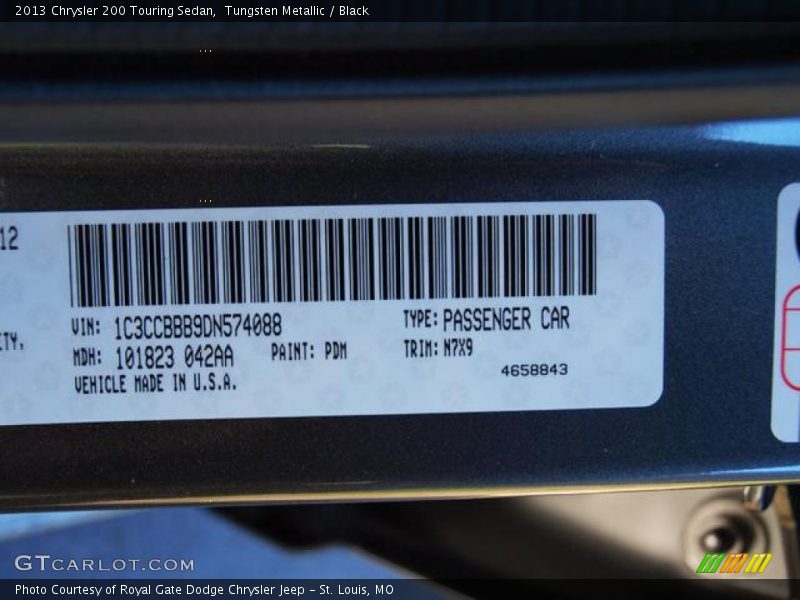 2013 Chrysler 200 Touring Sedan,  Tungsten Metallic / Black
12
VIN: 1C3CCBBB9DN574088 TYPE: PASSENGER CAR
ETY,
MDH: 101823 042AA PAINT: PDM TRIM: N7X9
VEHICLE MADE IN U.S.A. 4658843
GTCARLOT.COM
Photo Courtesy of Royal Gate Dodge Chrysler Jeep – St. Louis, MO